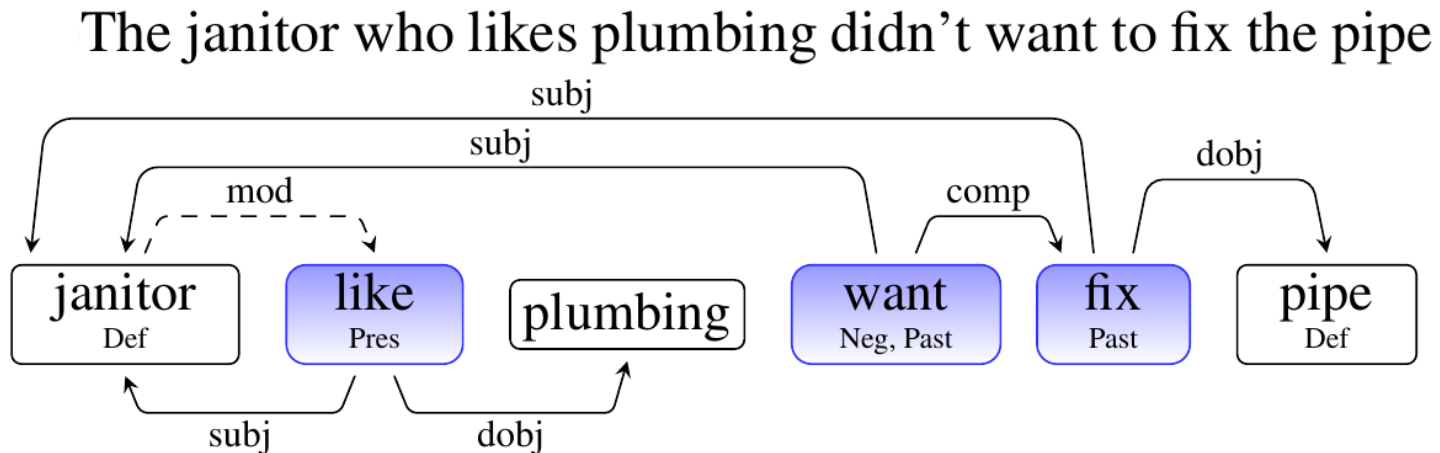 The janitor who likes plumbing didn’t want to fix the pipe
subj
subj
dobj
mod
comp
janitor like plumbing want fix pipe
Def Pres Neg, Past Past Def
subj dobj